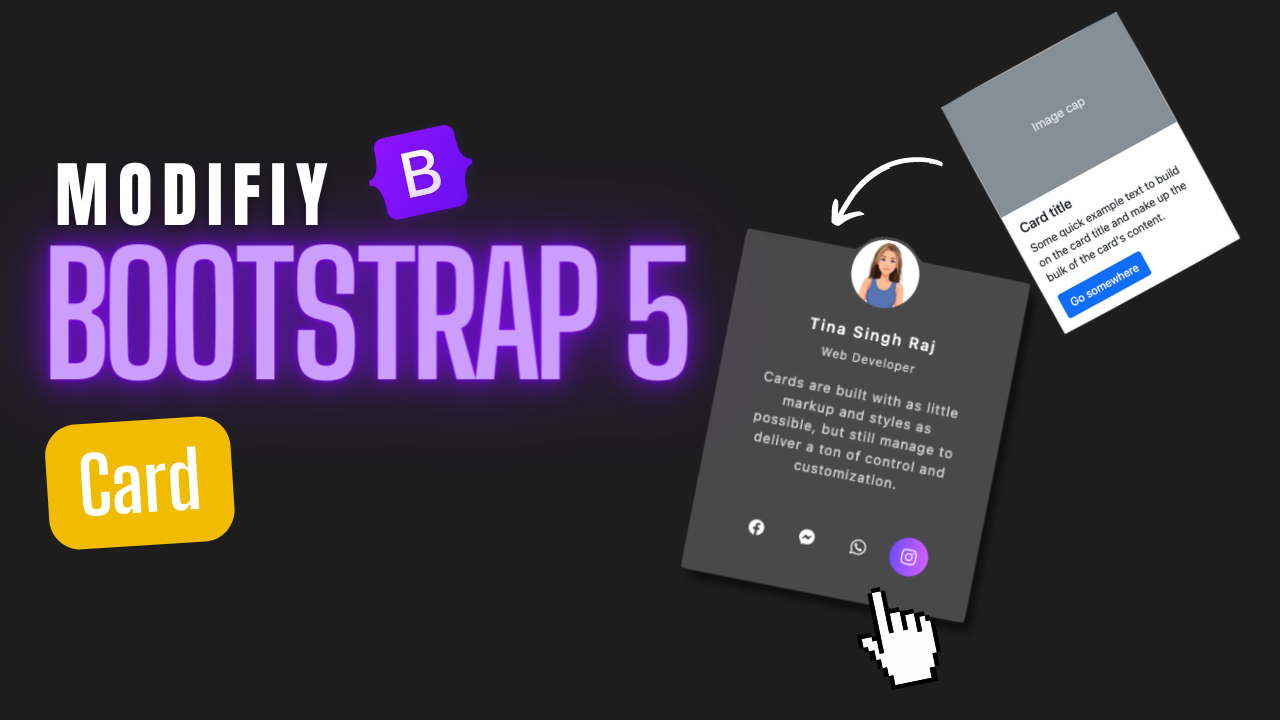 MODIFIY
B
BOOTSTRAP 5
Card
Image cap
Card title
Some quick example text to build
on the card title and make up the
bulk of the card's content.
Go somewhere
Tina Singh Raj
Web Developer
Cards are built with as little
markup and styles as
possible, but still manage to
deliver a ton of control and
customization.